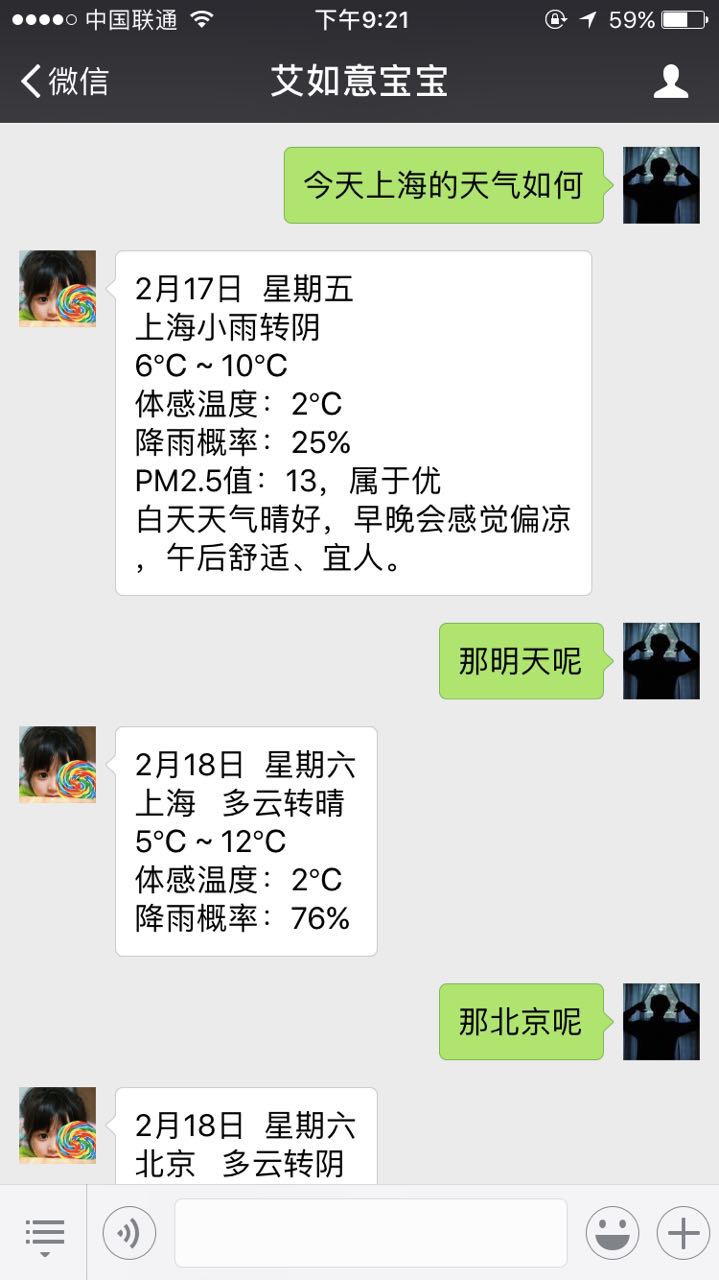 中国联通 下午9:21 59%
微信 艾如意宝宝
今天上海的天气如何
2月17日 星期五
上海小雨转阴
6℃ ~ 10℃
体感温度：2℃
降雨概率：25%
PM2.5值：13，属于优
白天天气晴好，早晚会感觉偏凉
，午后舒适、宜人。
那明天呢
2月18日 星期六
上海 多云转晴
5℃ ~ 12℃
体感温度：2℃
降雨概率：76%
那北京呢
2月18日 星期六
北京 多云转阴